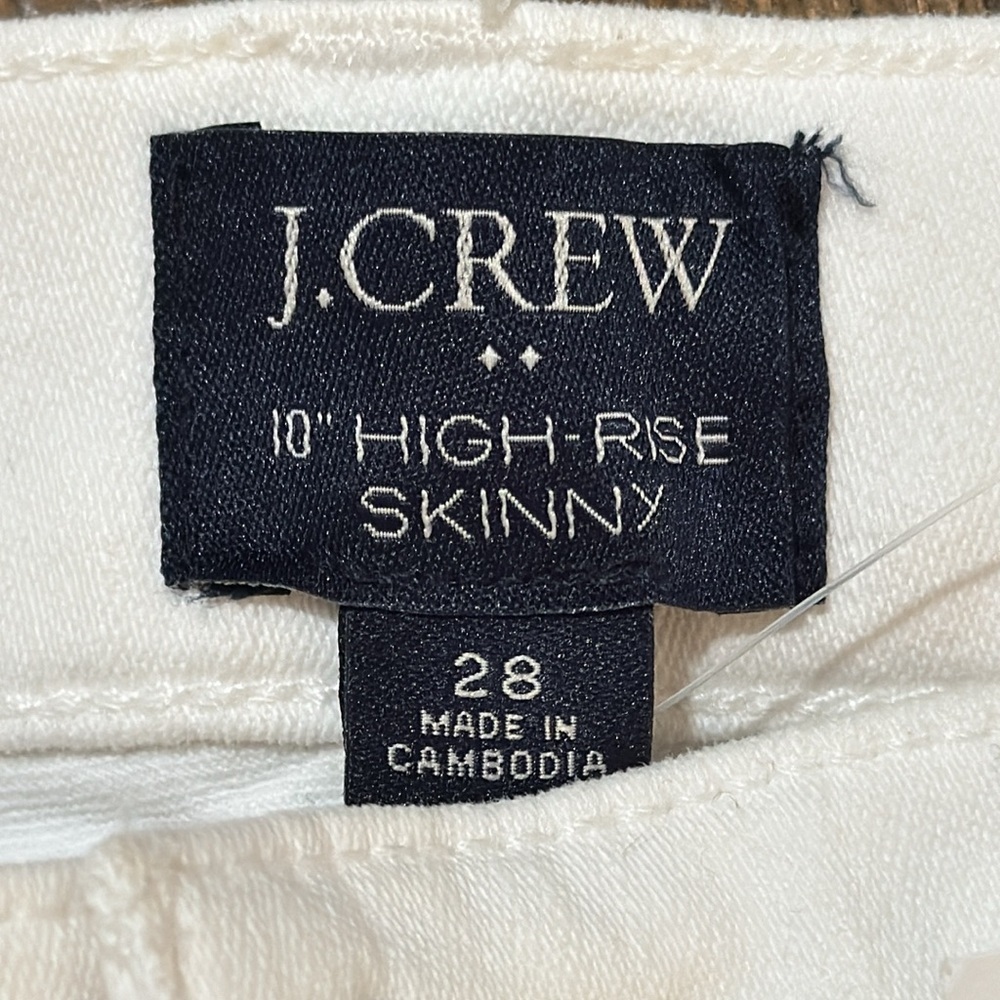 J.CREW
10" HIGH-RISE
SKINNY
28
MADE IN
CAMBODIA